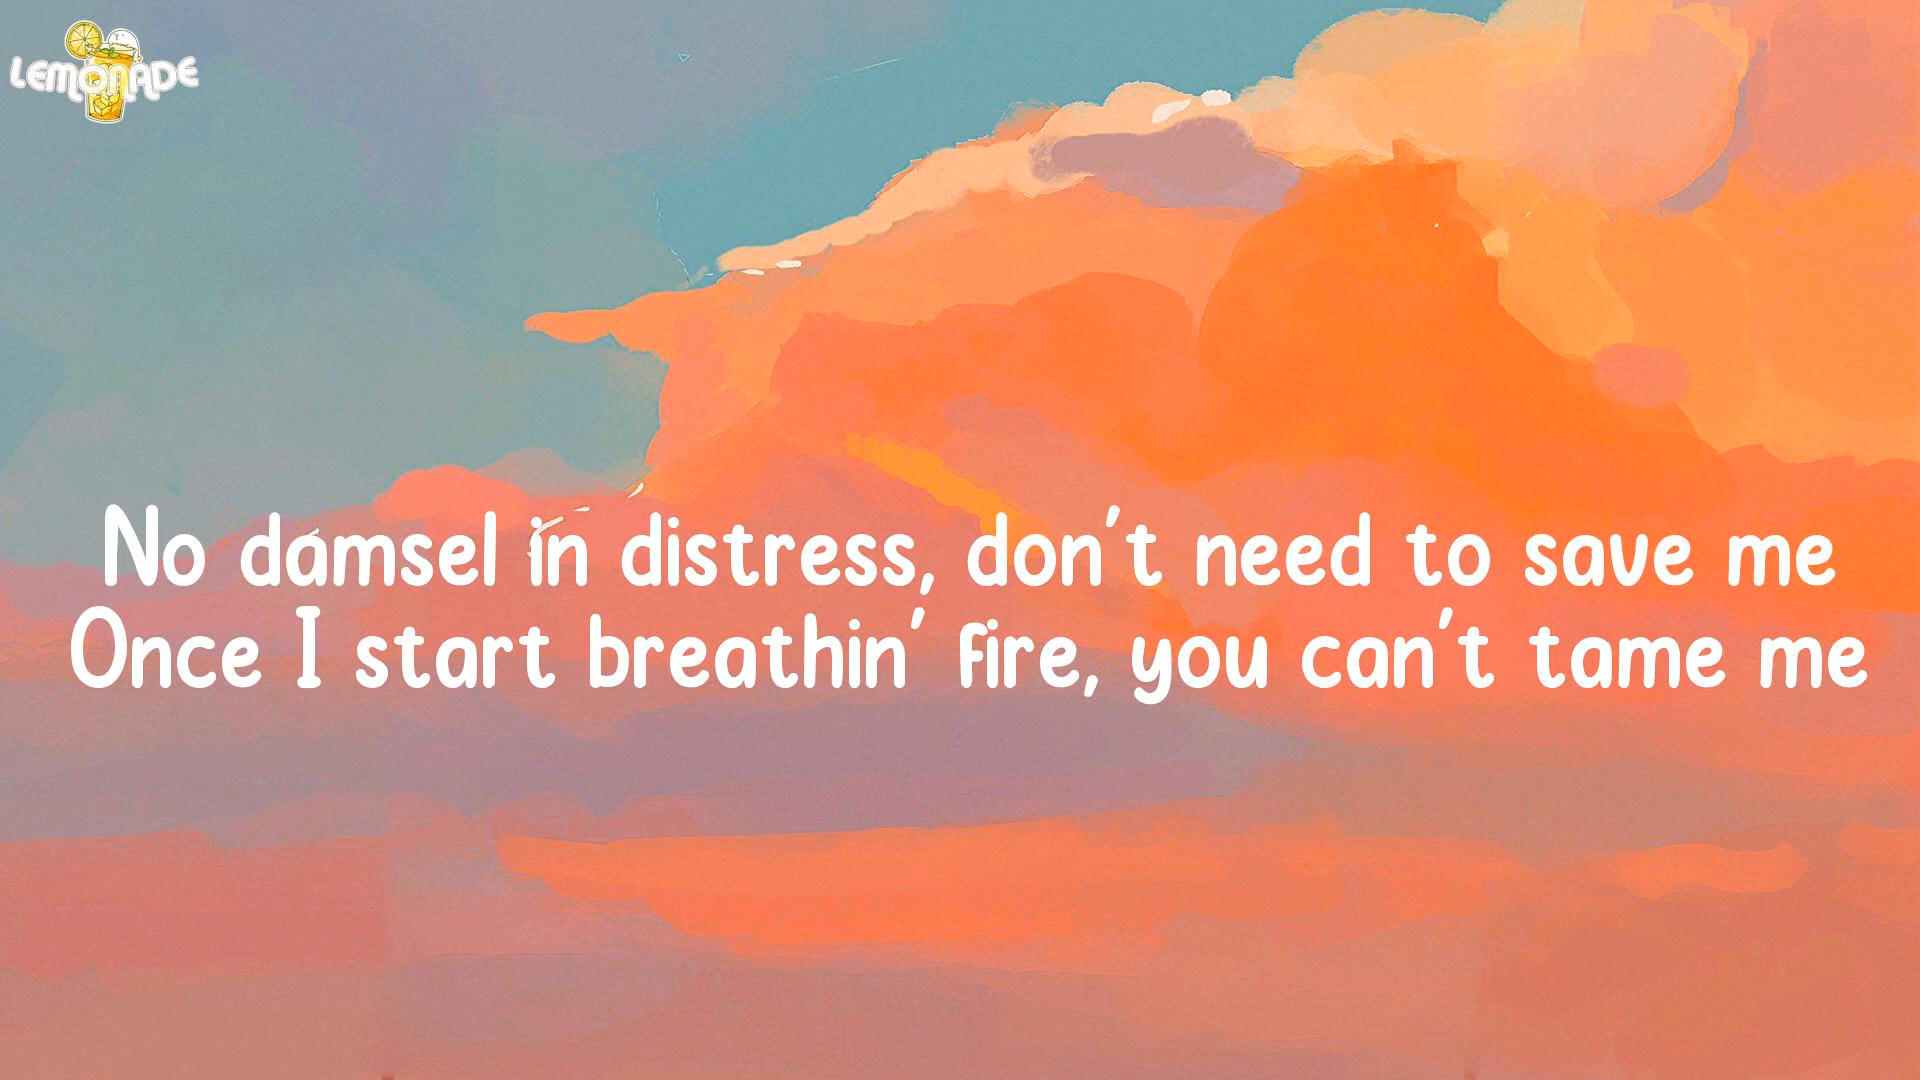 LEMONADE
No damsel in distress, don't need to save me
Once I start breathin' fire, you can't tame me